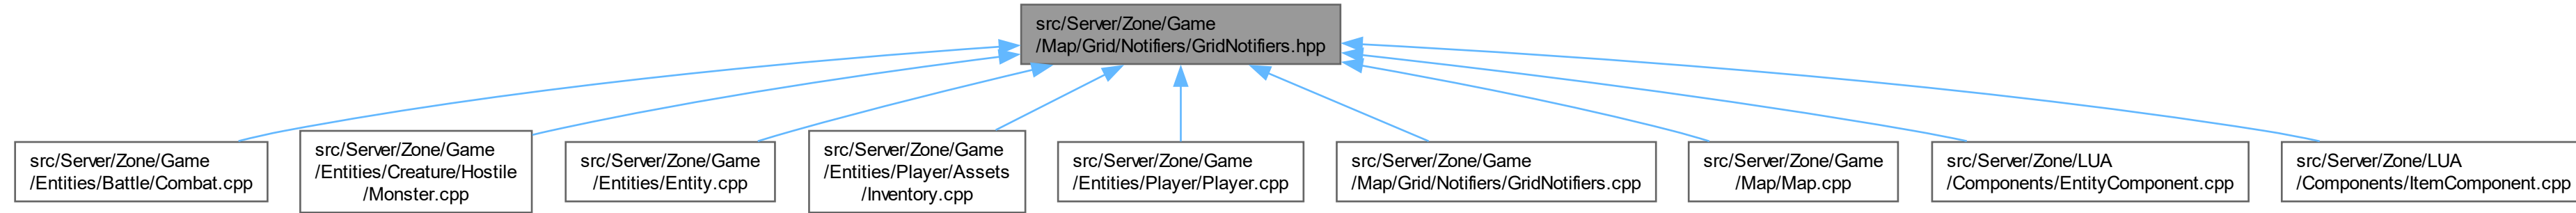 src/Server/Zone/Game
/Map/Grid/Notifiers/GridNotifiers.hpp
src/Server/Zone/Game
/Entities/Battle/Combat.cpp
src/Server/Zone/Game
/Entities/Creature/Hostile
/Monster.cpp
src/Server/Zone/Game
/Entities/Entity.cpp
src/Server/Zone/Game
/Entities/Player/Assets
/Inventory.cpp
src/Server/Zone/Game
/Entities/Player/Player.cpp
src/Server/Zone/Game
/Map/Grid/Notifiers/GridNotifiers.cpp
src/Server/Zone/Game
/Map/Map.cpp
src/Server/Zone/LUA
/Components/EntityComponent.cpp
src/Server/Zone/LUA
/Components/ItemComponent.cpp